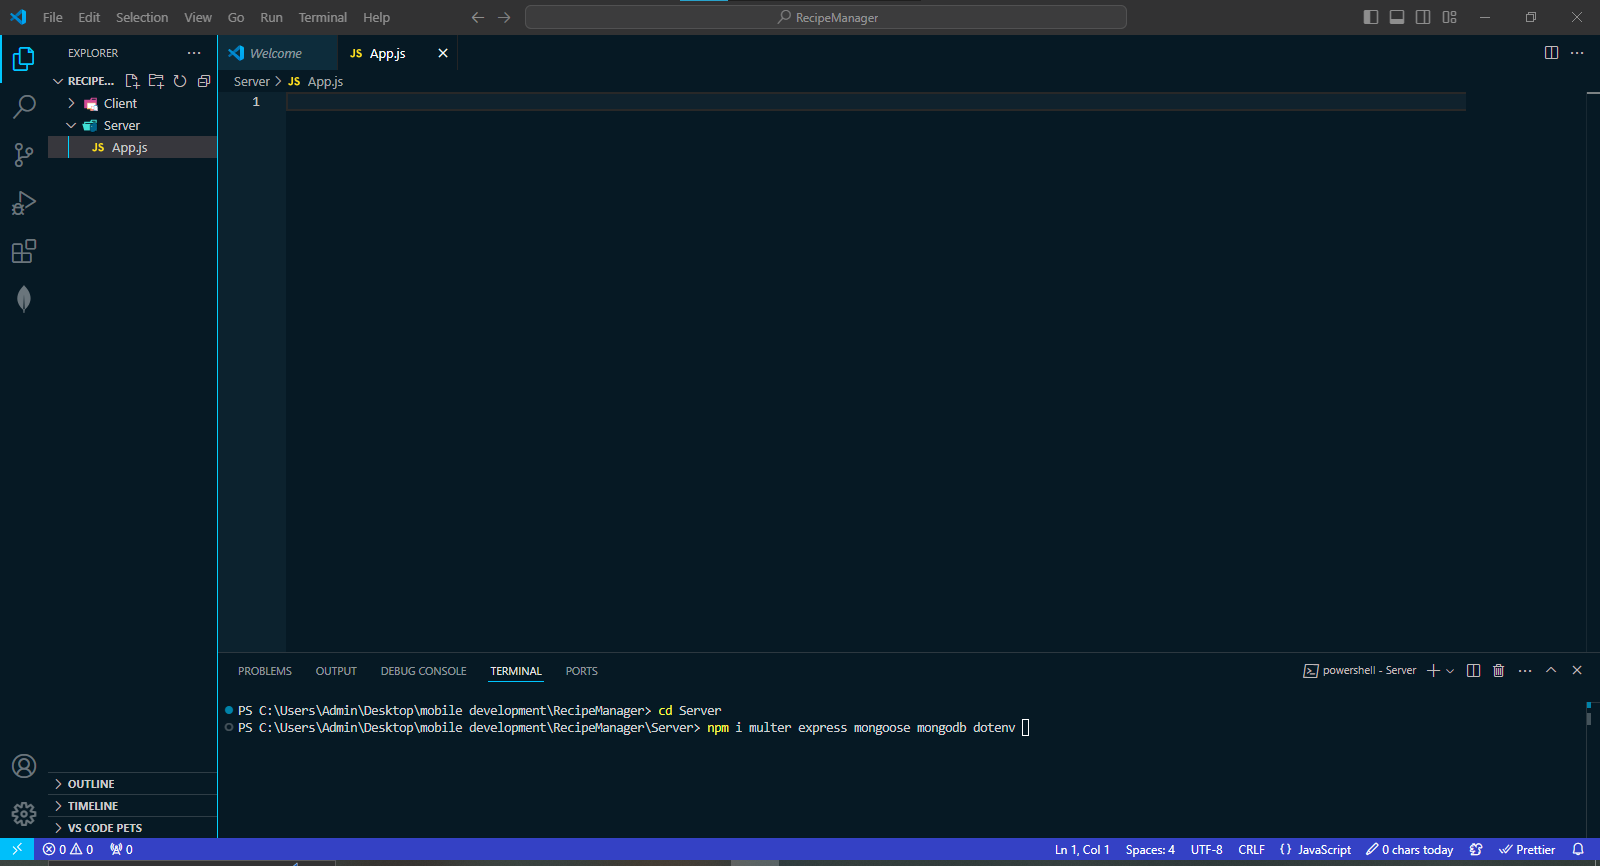 File Edit Selection View Go Run Terminal Help RecipeManager
EXPLORER
RECIPE...
Client
Server
JS App.js
Welcome JS App.js
Server > JS App.js
1
PROBLEMS OUTPUT DEBUG CONSOLE TERMINAL PORTS powershell - Server
PS C:\Users\Admin\Desktop\mobile development\RecipeManager> cd Server
PS C:\Users\Admin\Desktop\mobile development\RecipeManager\Server> npm i multer express mongoose mongodb dotenv
OUTLINE
TIMELINE
VS CODE PETS
0 0 0 Ln 1, Col 1 Spaces: 4 UTF-8 CRLF {} JavaScript 0 chars today Prettier